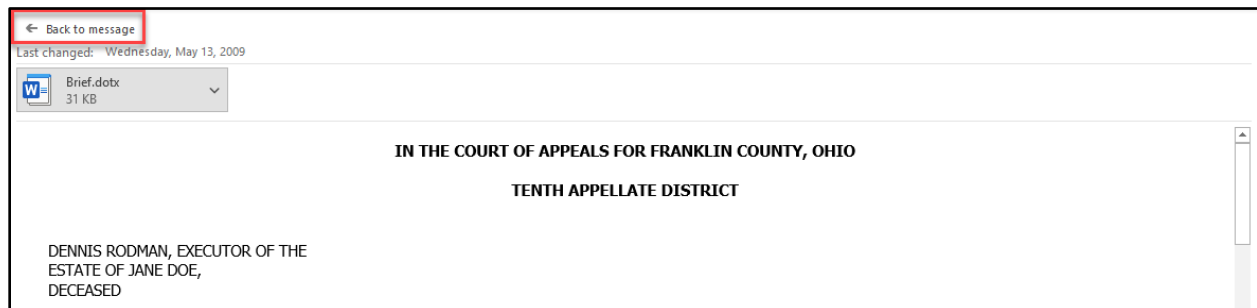 ← Back to message
Last changed: Wednesday, May 13, 2009
Brief.dotx
31 KB
IN THE COURT OF APPEALS FOR FRANKLIN COUNTY, OHIO
TENTH APPELLATE DISTRICT
DENNIS RODMAN, EXECUTOR OF THE
ESTATE OF JANE DOE,
DECEASED